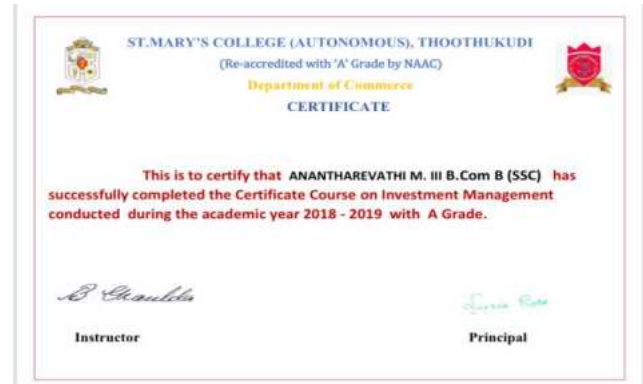 ST.MARY'S COLLEGE (AUTONOMOUS), THOOTHUKUDI
(Re-accredited with 'A' Grade by NAAC)
Department of Commerce
CERTIFICATE
This is to certify that ANANTHAREVATHI M. III B.Com B (SSC) has
successfully completed the Certificate Course on Investment Management
conducted during the academic year 2018 - 2019 with A Grade.
Instructor
Principal